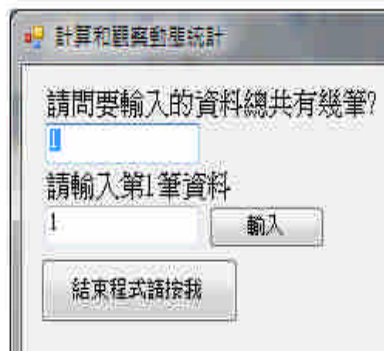 計算和觀察動態統計
請問要輸入的資料總共有幾筆?
1
請輸入第1筆資料
1 輸入
結束程式請按我